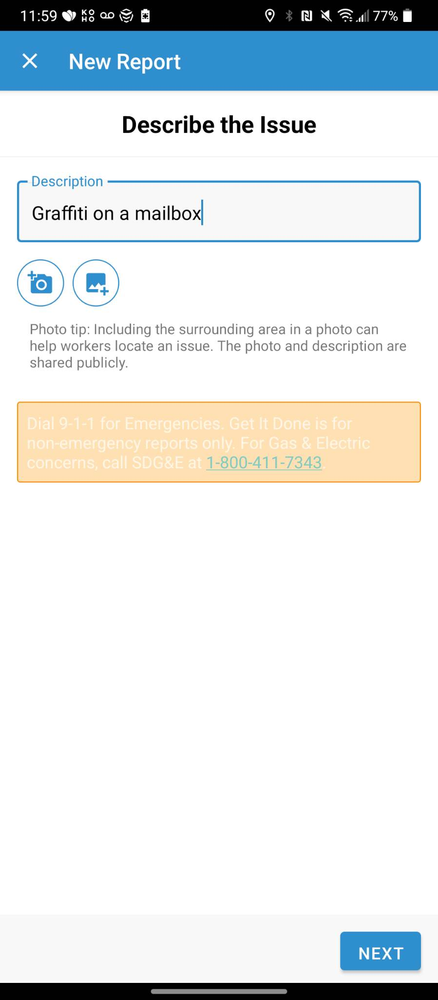 11:59
KO
HO
77%
New Report
Describe the Issue
Description
Graffiti on a mailbox
Photo tip: Including the surrounding area in a photo can
help workers locate an issue. The photo and description are
shared publicly.
Dial 9-1-1 for Emergencies. Get It Done is for
non-emergency reports only. For Gas & Electric
concerns, call SDG&E at 1-800-411-7343.
NEXT